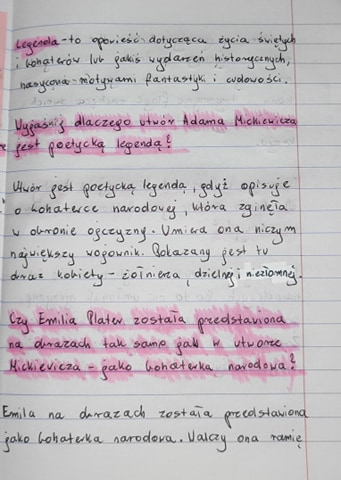 Legenda - to opowieść dotycząca życia świętych
i bohaterów lub jakiś wydarzeń historycznych,
nasycona motywami fantastyki i cudowości.
Wyjaśnij dlaczego utwór Adama Mickiewicza
jest poetycką legendą?
Utwór jest poetycką legendą, gdyż opisuje
o bohaterce narodowej, która zginęła
w obronie ojczyzny. Umiera ona niczym
największy wojownik. Pokazany jest tu
obraz kobiety - żołnierza, dzielnej i niezłomnej.
Czy Emilia Plater została przedstawiona
na obrazach tak samo jak w utworze
Mickiewicza - jako bohaterka narodowa?
Emila na obrazach została przedstawiona
jako bohaterka narodowa. Walczy ona ramię